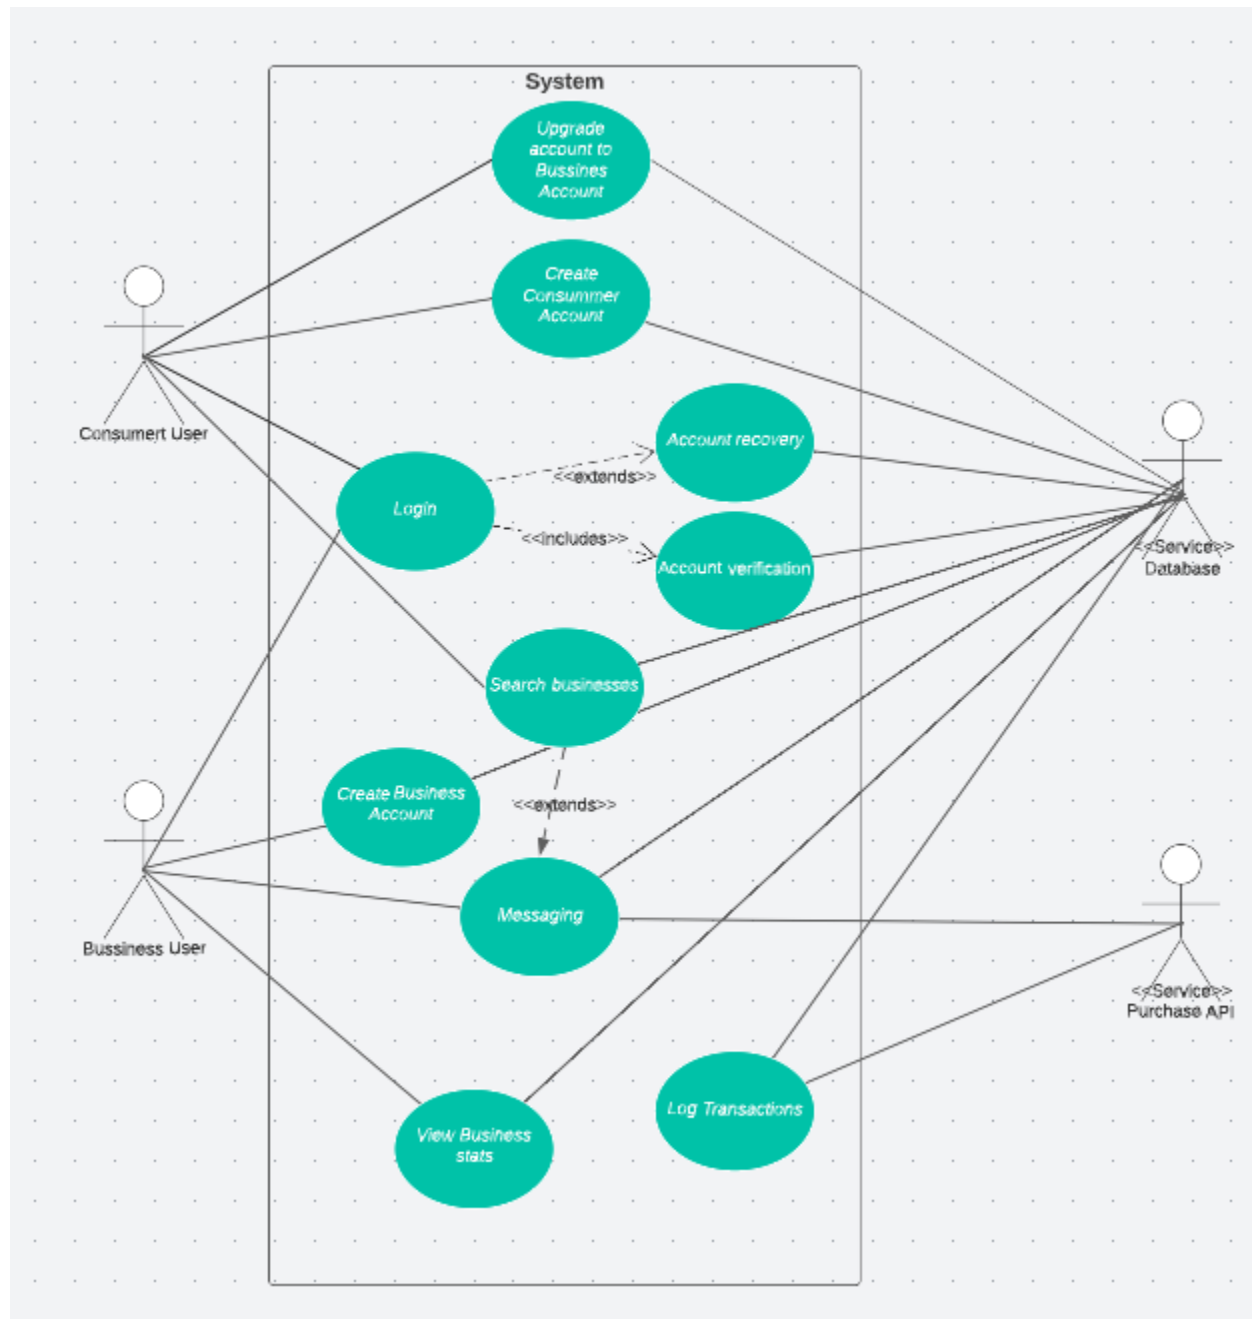 System
Upgrade
account to
Bussines
Account
Create
Consummer
Account
Consumert User
Account recovery
<<extends>>
Login
<<includes>>
Account verification
<<Service>>
Database
Search businesses
Create Business
Account
<<extends>>
Messaging
Bussiness User
<<Service>>
Purchase API
Log Transactions
View Business
stats